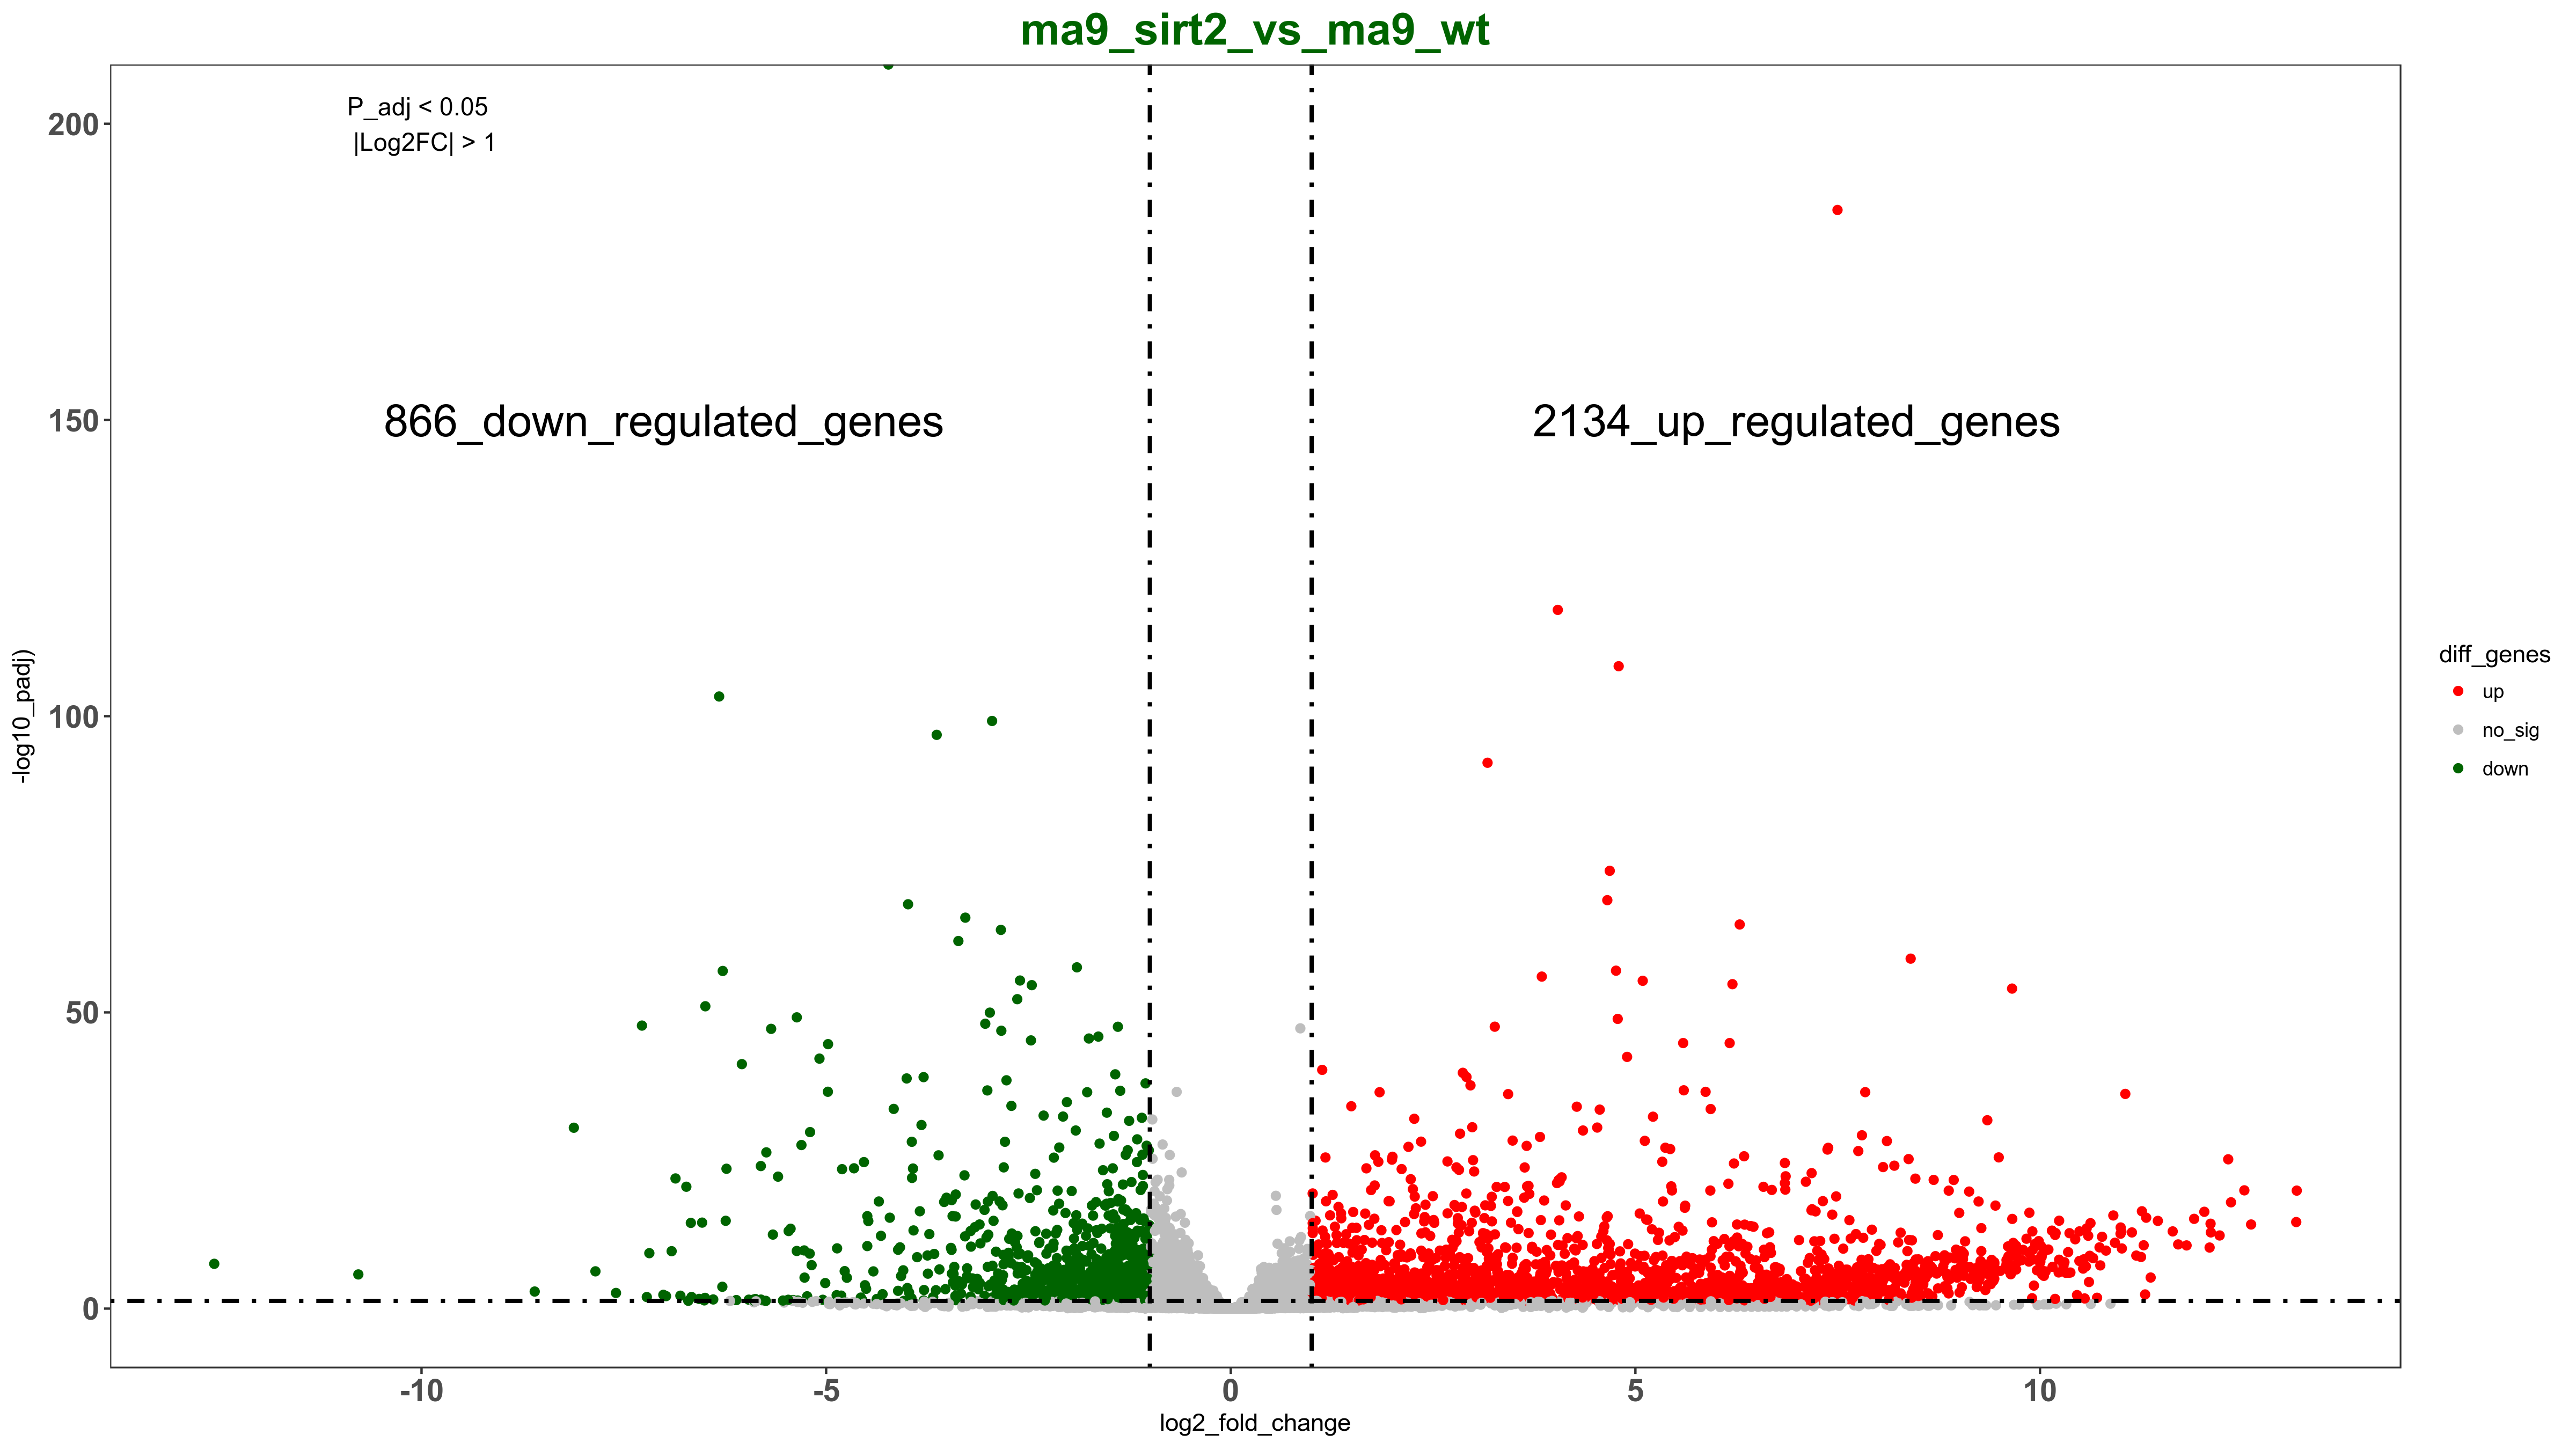 ma9_sirt2_vs_ma9_wt
P_adj < 0.05
|Log2FC| > 1
866_down_regulated_genes
2134_up_regulated_genes
200
150
100
50
0
-log10_padj)
-10
-5
0
5
10
log2_fold_change
diff_genes
up
no_sig
down